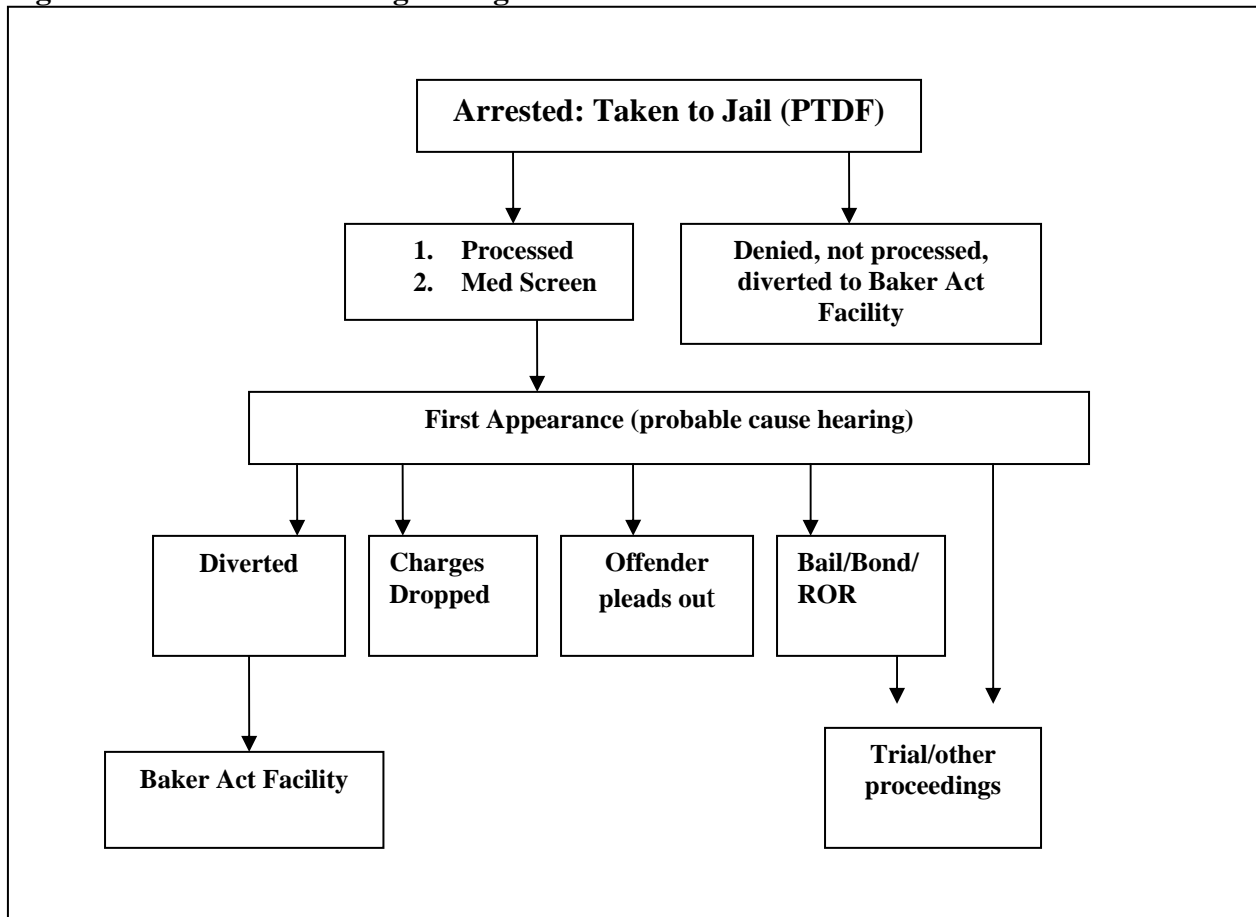 Arrested: Taken to Jail (PTDF)
1. Processed
2. Med Screen
Denied, not processed,
diverted to Baker Act
Facility
First Appearance (probable cause hearing)
Diverted
Charges
Dropped
Offender
pleads out
Bail/Bond/
ROR
Baker Act Facility
Trial/other
proceedings